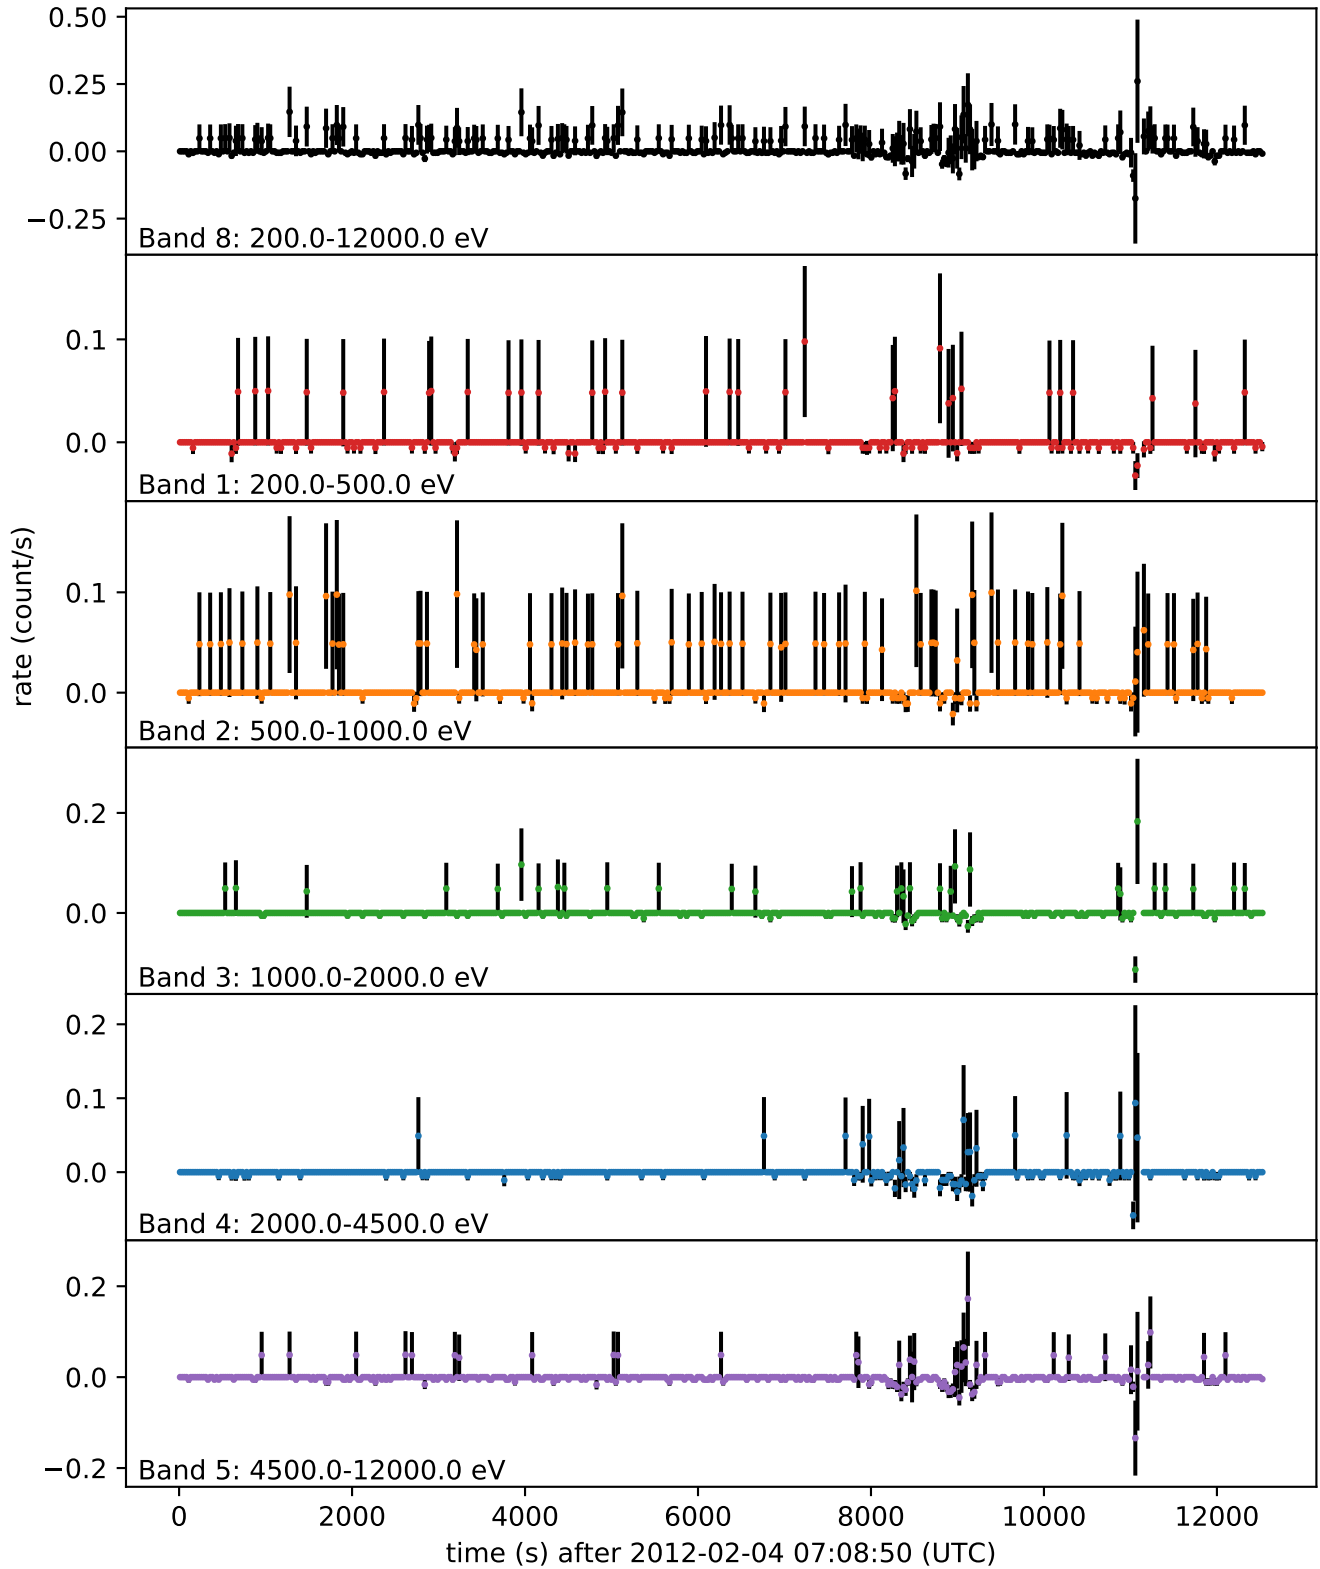 0.50
0.25
0.00
−0.25
Band 8: 200.0-12000.0 eV
0.1
0.0
Band 1: 200.0-500.0 eV
rate (count/s)
0.1
0.0
Band 2: 500.0-1000.0 eV
0.2
0.0
Band 3: 1000.0-2000.0 eV
0.2
0.1
0.0
Band 4: 2000.0-4500.0 eV
0.2
0.0
−0.2
Band 5: 4500.0-12000.0 eV
0 2000 4000 6000 8000 10000 12000
time (s) after 2012-02-04 07:08:50 (UTC)